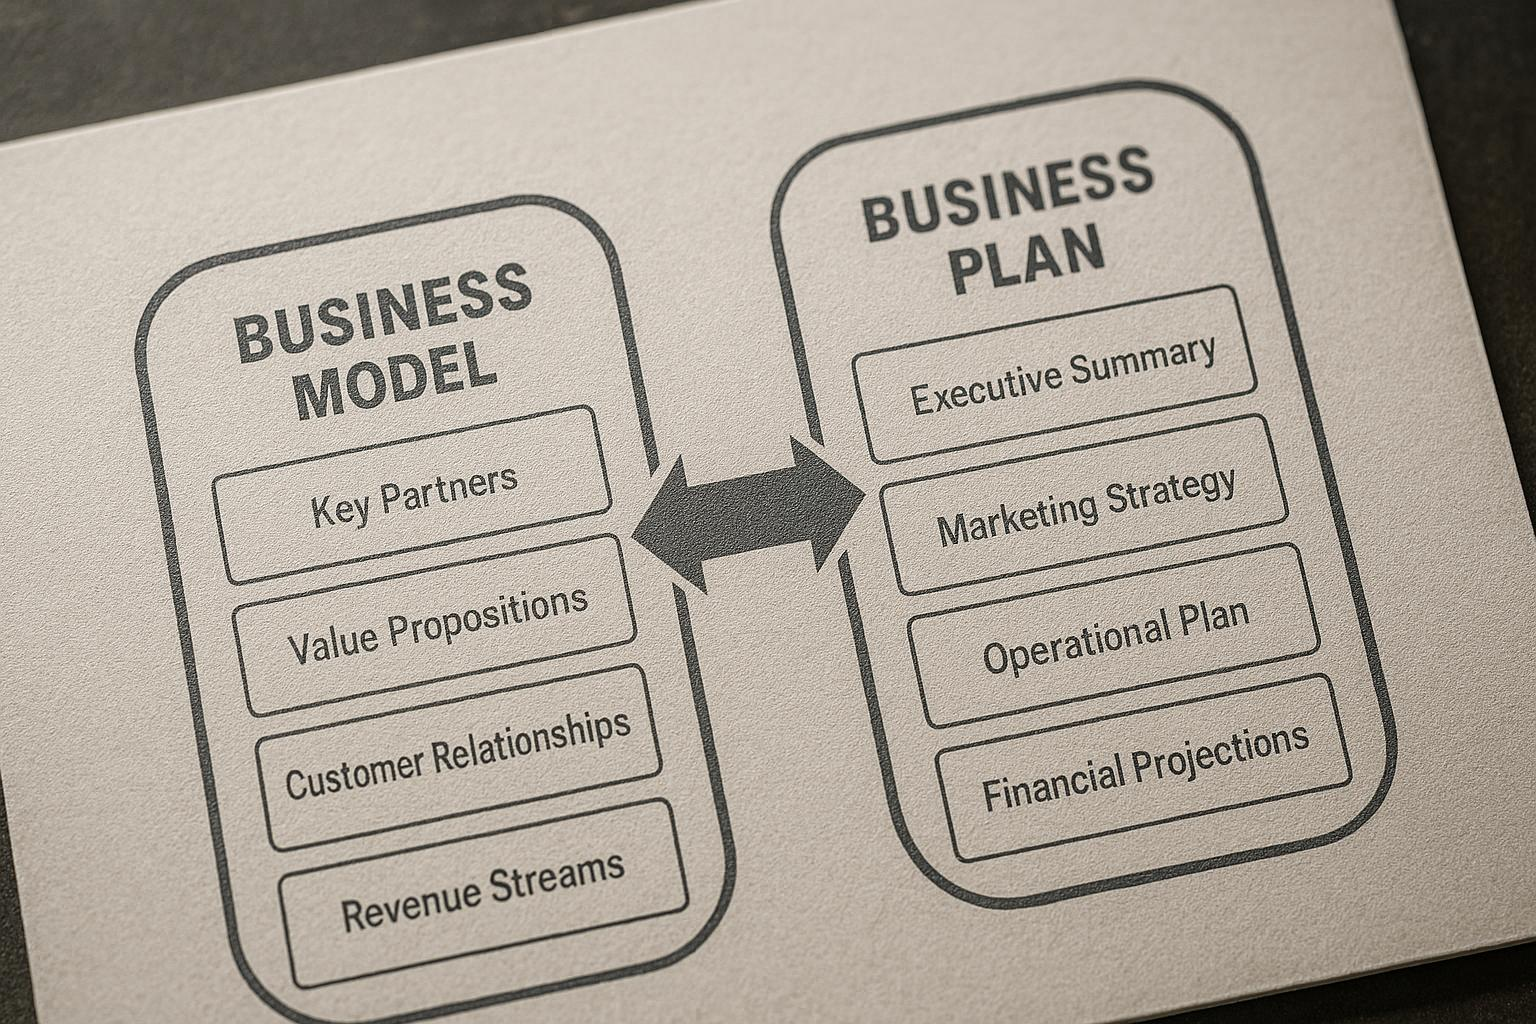 BUSINESS
MODEL
Key Partners
Value Propositions
Customer Relationships
Revenue Streams
BUSINESS
PLAN
Executive Summary
Marketing Strategy
Operational Plan
Financial Projections